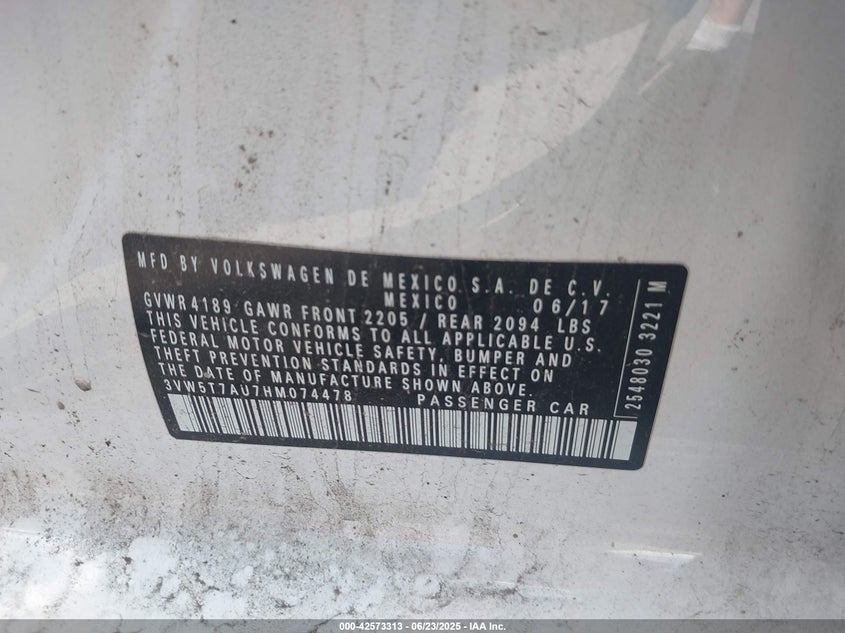 MFD BY VOLKSWAGEN DE MEXICO S.A. DE C.V.
MEXICO 06/17
GVWR4189 GAWR FRONT 2205 / REAR 2094 LBS
THIS VEHICLE CONFORMS TO ALL APPLICABLE U.S.
FEDERAL MOTOR VEHICLE SAFETY, BUMPER AND
THEFT PREVENTION STANDARDS IN EFFECT ON
THE DATE OF MANUFACTURE SHOWN ABOVE.
3VW5T7AU7HM074478 PASSENGER CAR
2548030 3221 M
000-42573313 - 06/23/2025 - IAA Inc.